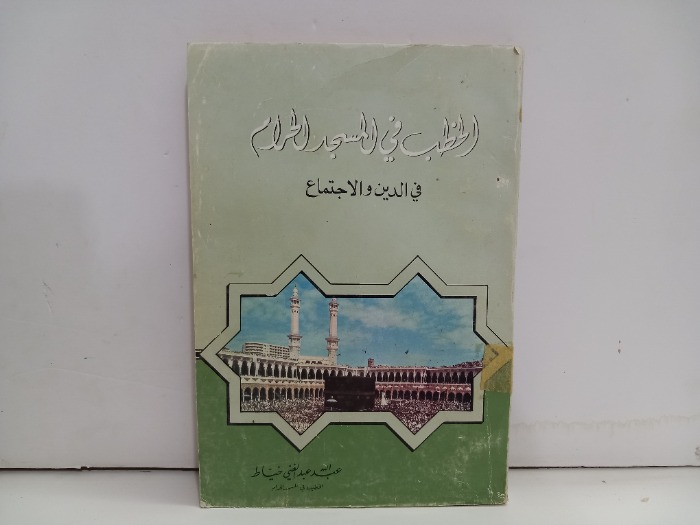 الخطب في المسجد الحرام
في الدين والاجتماع
عبد الله عبد الغني خياط